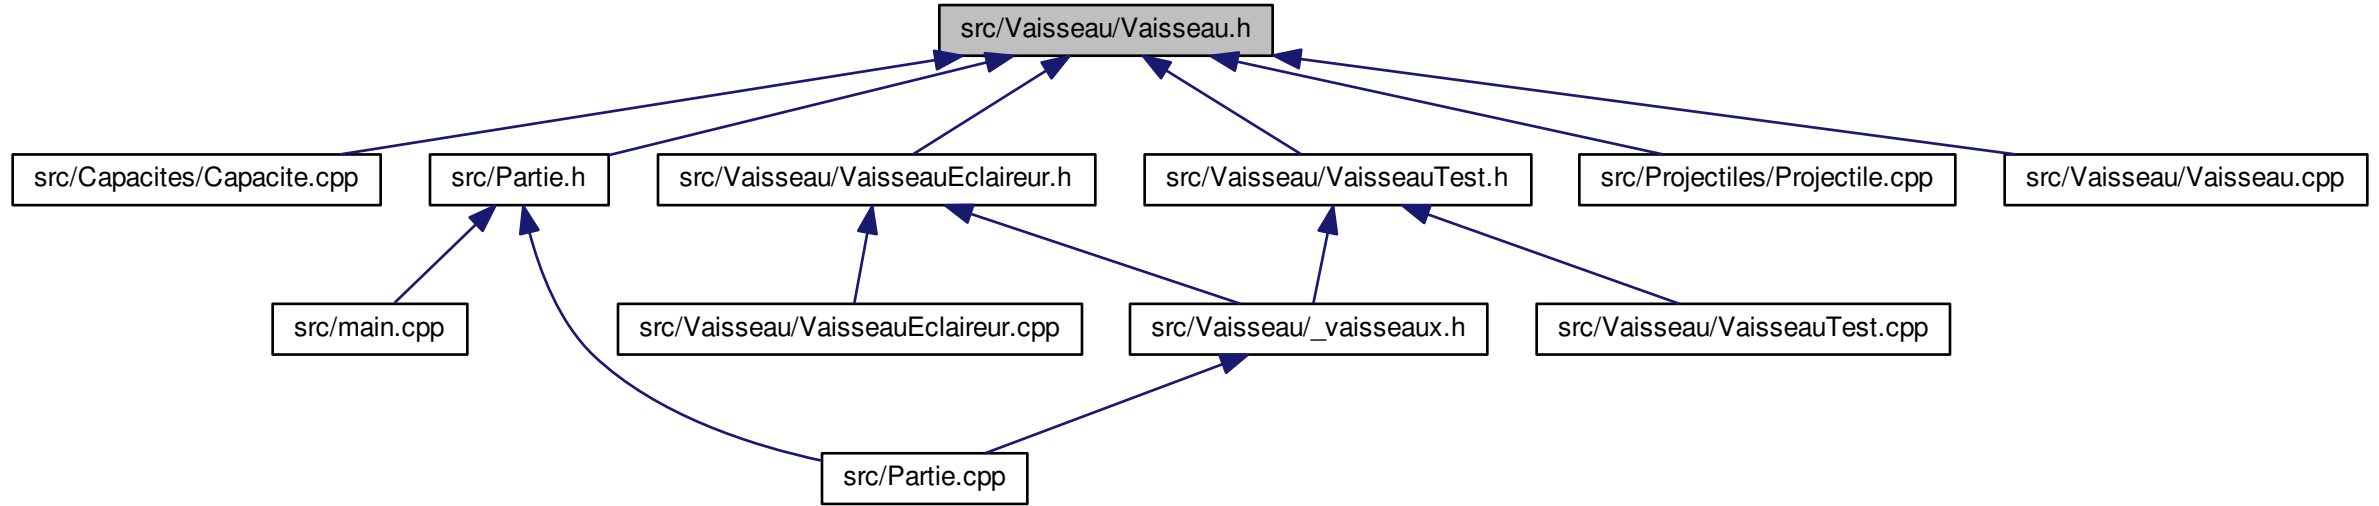 src/Vaisseau/Vaisseau.h
src/Capacites/Capacite.cpp
src/Partie.h
src/Vaisseau/VaisseauEclaireur.h
src/Vaisseau/VaisseauTest.h
src/Projectiles/Projectile.cpp
src/Vaisseau/Vaisseau.cpp
src/main.cpp
src/Vaisseau/VaisseauEclaireur.cpp
src/Vaisseau/_vaisseaux.h
src/Vaisseau/VaisseauTest.cpp
src/Partie.cpp